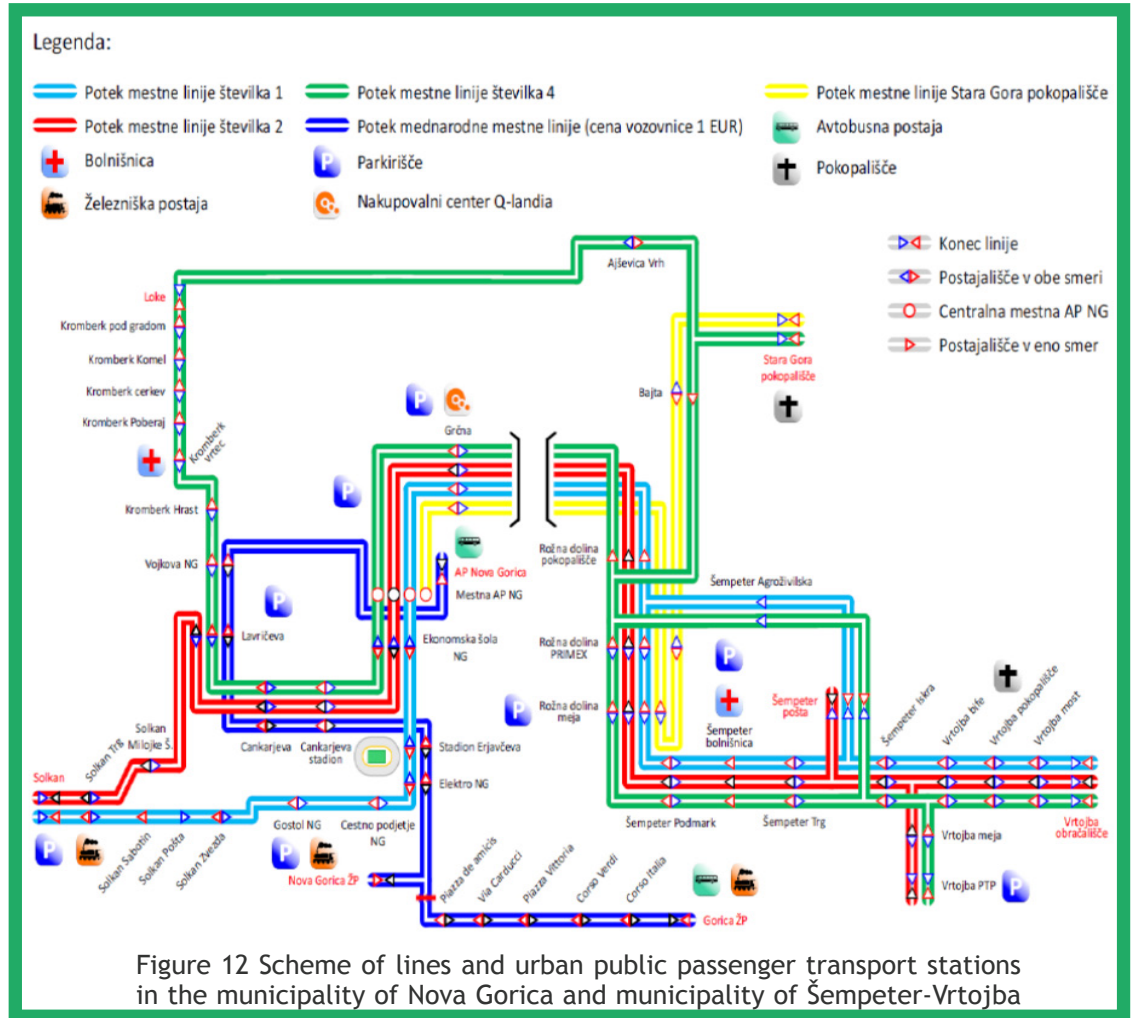 Legenda:
Potek mestne linije številka 1
Potek mestne linije številka 4
Potek mestne linije Stara Gora pokopališče
Potek mestne linije številka 2
Potek mednarodne mestne linije (cena vozovnice 1 EUR)
Avtobusna postaja
Bolnišnica
P
Parkirišče
Pokopališče
Železniška postaja
Nakupovalni center Q-landia
Konec linije
Postajališče v obe smeri
Centralna mestna AP NG
Postajališče v eno smer
Ajševica Vrh
Loke
Kromberk pod gradom
Kromberk Komel
Kromberk cerkev
Kromberk Poberaj
Kromberk
vrtec
Kromberk Hrast
Vojkova NG
Stara Gora
pokopališče
Bajta
P
Grčna
P
AP Nova Gorica
Mestna AP NG
Rožna dolina
pokopališče
Šempeter Agroživilska
P
Lavričeva
Ekonomska šola
NG
Rožna dolina
PRIMEX
P
P
Rožna dolina
meja
Šempeter
bolnišnica
Šempeter
pošta
Šempeter Iskra
Vrtojba bife
Vrtojba pokopališče
Vrtojba most
Solkan
Solkan Trg
Solkan
Milojke Š.
Cankarjeva
Cankarjeva
stadion
Stadion Erjavčeva
Elektro NG
P
Solkan Sabotin
Solkan Pošta
Solkan Zvezda
Gostol NG
Cestno podjetje
NG
P
Nova Gorica ŽP
Šempeter Podmark
Šempeter Trg
Vrtojba
obračališče
Vrtojba meja
Vrtojba PTP
P
Piazza de amicis
Via Carducci
Piazza Vittoria
Corso Verdi
Corso Italia
Gorica ŽP
Figure 12 Scheme of lines and urban public passenger transport stations
in the municipality of Nova Gorica and municipality of Šempeter-Vrtojba